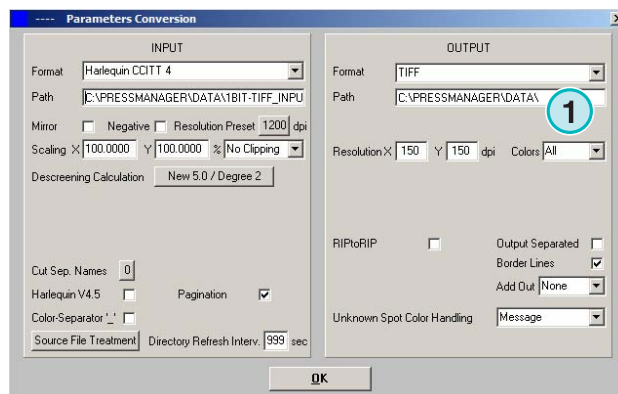 ---- Parameters Conversion
INPUT
Format Harlequin CCITT 4
Path C:\PRESSMANAGER\DATA\1BIT-TIFF_INPU
Mirror Negative Resolution Preset 1200 dpi
Scaling X 100.0000 Y 100.0000 % No Clipping
Descreening Calculation New 5.0 / Degree 2
Cut Sep. Names 0
Harlequin V4.5 Pagination
Color-Separator '_'
Source File Treatment Directory Refresh Interv. 999 sec
OUTPUT
Format TIFF
Path C:\PRESSMANAGER\DATA\
1
Resolution X 150 Y 150 dpi Colors All
RIPtoRIP Output Separated
Border Lines
Add Out None
Unknown Spot Color Handling Message
OK